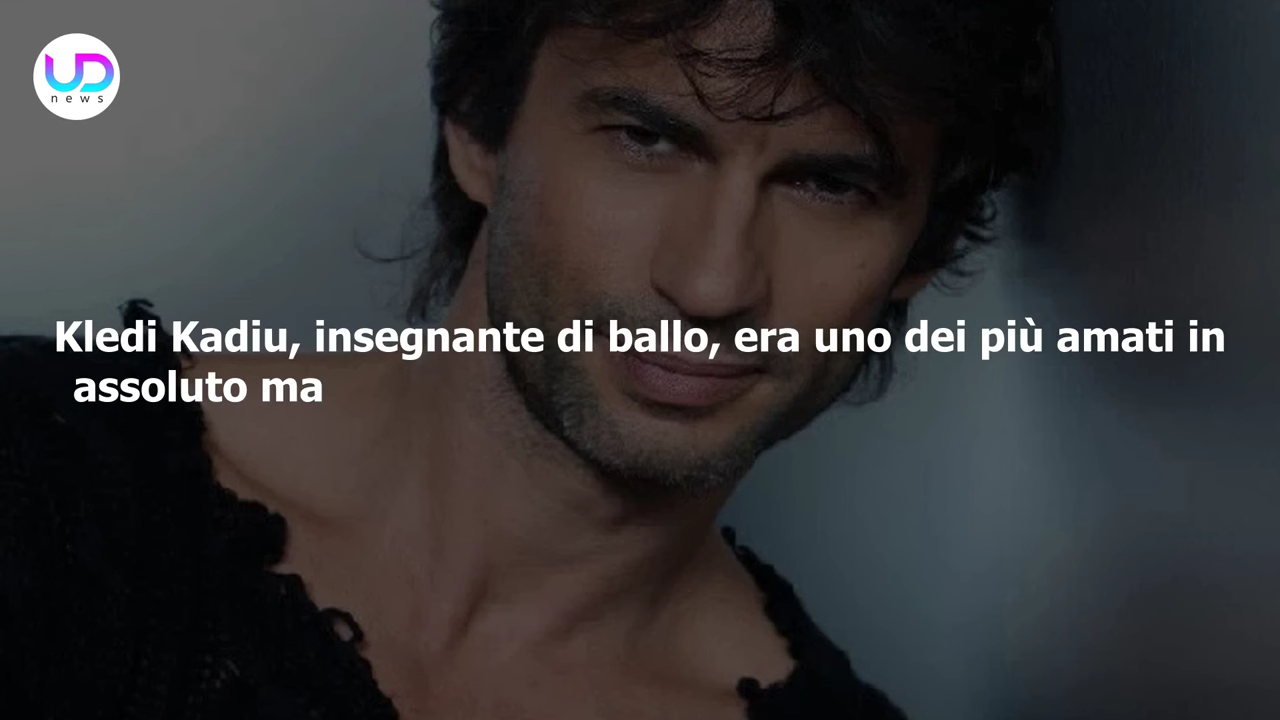 UD
news
Kledi Kadiu, insegnante di ballo, era uno dei più amati in
assoluto ma